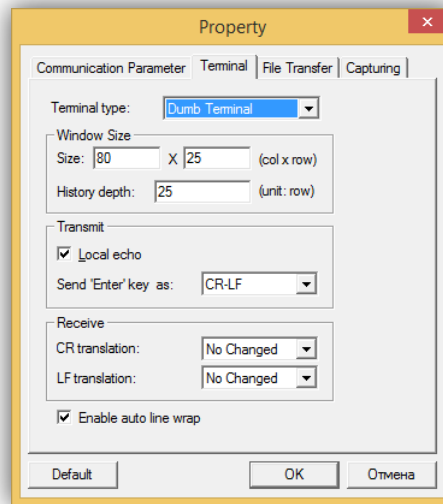 Property
Communication Parameter Terminal File Transfer Capturing
Terminal type: Dumb Terminal
Window Size
Size: 80 X 25 (col x row)
History depth: 25 (unit: row)
Transmit
Local echo
Send 'Enter' key as: CR-LF
Receive
CR translation: No Changed
LF translation: No Changed
Enable auto line wrap
Default OK Отмена